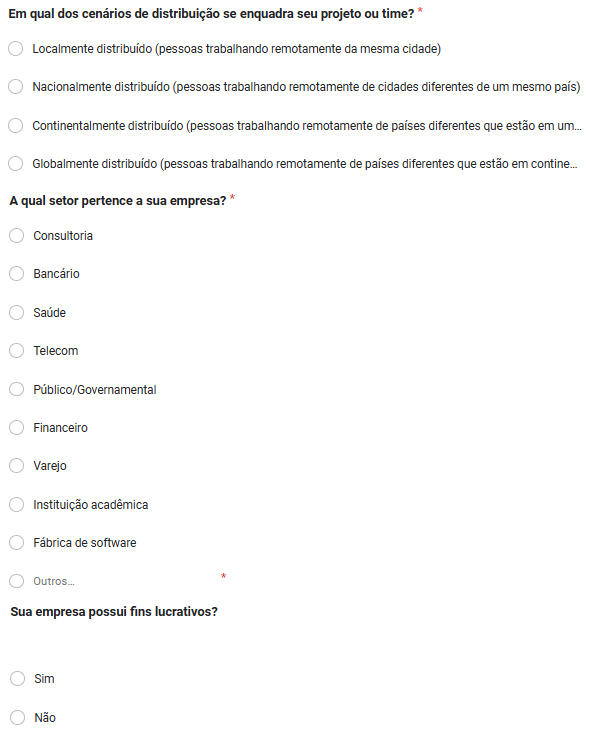 Em qual dos cenários de distribuição se enquadra seu projeto ou time? *
Localmente distribuído (pessoas trabalhando remotamente da mesma cidade)
Nacionalmente distribuído (pessoas trabalhando remotamente de cidades diferentes de um mesmo país)
Continentalmente distribuído (pessoas trabalhando remotamente de países diferentes que estão em um...
Globalmente distribuído (pessoas trabalhando remotamente de países diferentes que estão em contine...
A qual setor pertence a sua empresa? *
Consultoria
Bancário
Saúde
Telecom
Público/Governamental
Financeiro
Varejo
Instituição acadêmica
Fábrica de software
Outros... *
Sua empresa possui fins lucrativos?
Sim
Não